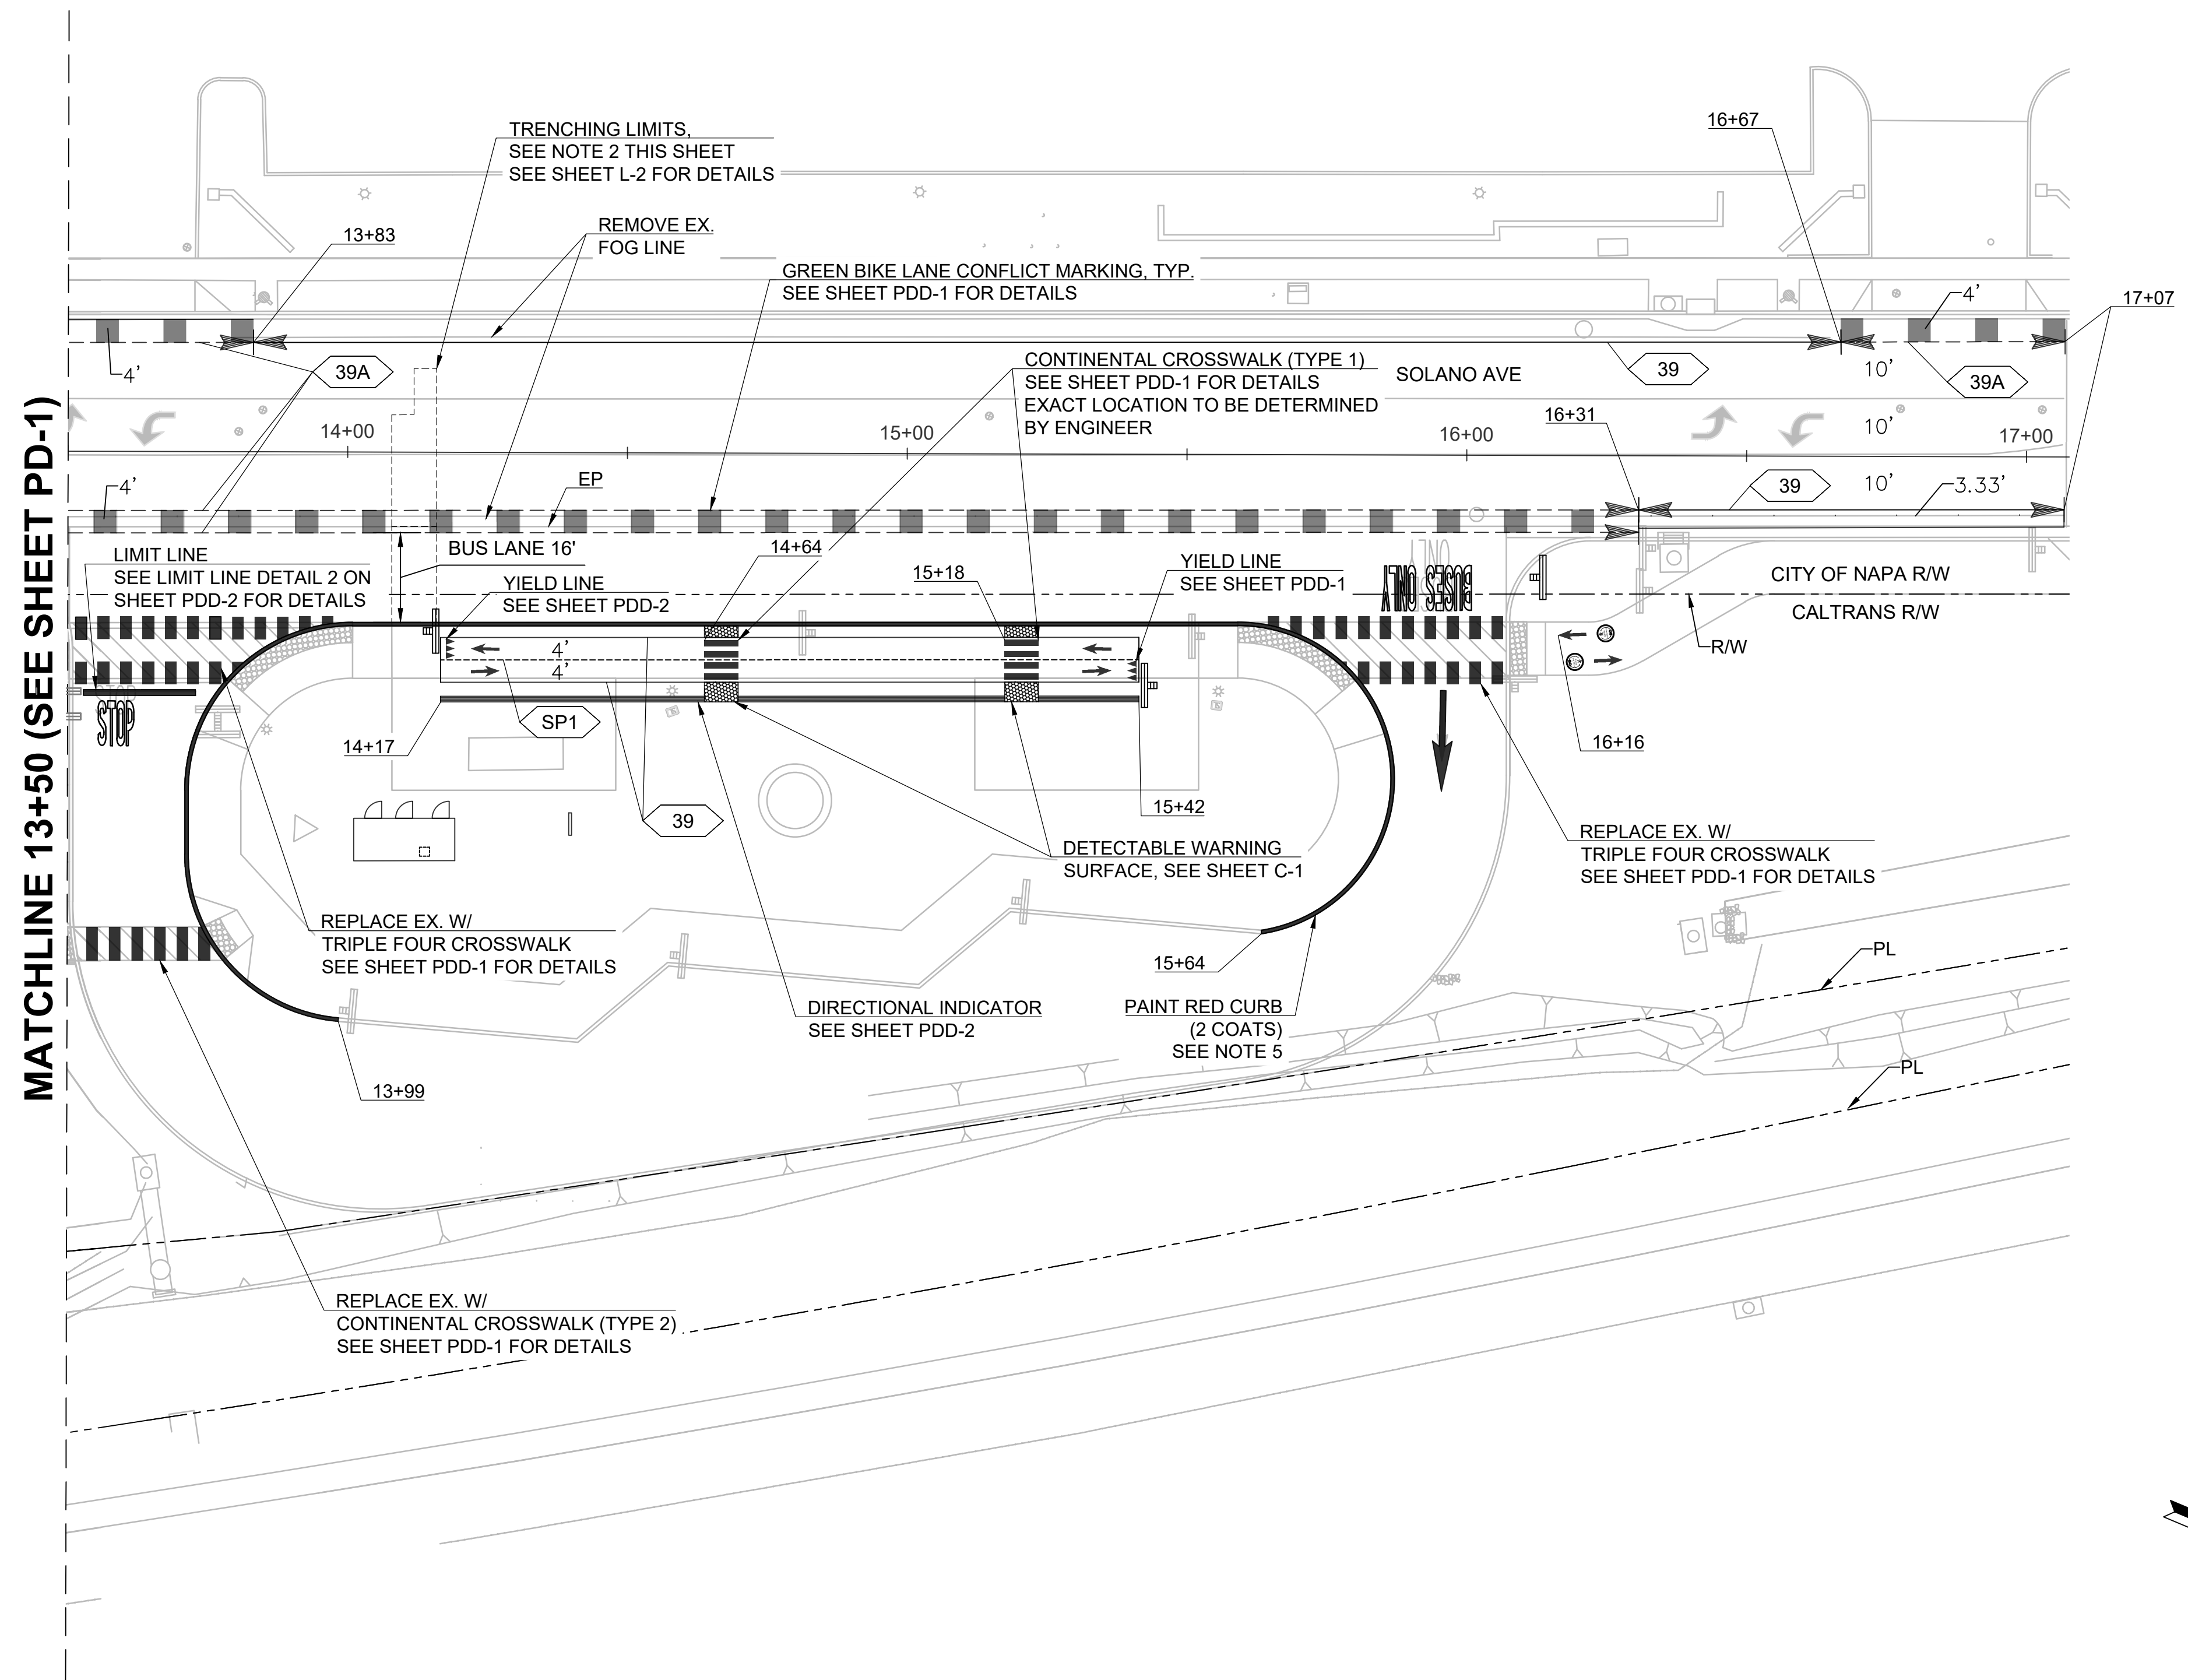 MATCHLINE 13+50 (SEE SHEET PD-1)
TRENCHING LIMITS,
SEE NOTE 2 THIS SHEET
SEE SHEET L-2 FOR DETAILS
16+67
13+83
REMOVE EX.
FOG LINE
GREEN BIKE LANE CONFLICT MARKING, TYP.
SEE SHEET PDD-1 FOR DETAILS
4'
17+07
4'
39A
CONTINENTAL CROSSWALK (TYPE 1)
SEE SHEET PDD-1 FOR DETAILS
EXACT LOCATION TO BE DETERMINED
BY ENGINEER
SOLANO AVE
39
10'
39A
16+31
14+00
15+00
16+00
10'
17+00
4'
EP
39
10'
3.33'
LIMIT LINE
SEE LIMIT LINE DETAIL 2 ON
SHEET PDD-2 FOR DETAILS
BUS LANE 16'
14+64
YIELD LINE
SEE SHEET PDD-2
15+18
YIELD LINE
SEE SHEET PDD-1
ONLY
BUSES ONLY
CITY OF NAPA R/W
CALTRANS R/W
R/W
4'
4'
STOP
STOP
SP1
14+17
16+16
39
15+42
DETECTABLE WARNING
SURFACE, SEE SHEET C-1
REPLACE EX. W/
TRIPLE FOUR CROSSWALK
SEE SHEET PDD-1 FOR DETAILS
REPLACE EX. W/
TRIPLE FOUR CROSSWALK
SEE SHEET PDD-1 FOR DETAILS
15+64
PL
DIRECTIONAL INDICATOR
SEE SHEET PDD-2
PAINT RED CURB
(2 COATS)
SEE NOTE 5
13+99
PL
REPLACE EX. W/
CONTINENTAL CROSSWALK (TYPE 2)
SEE SHEET PDD-1 FOR DETAILS